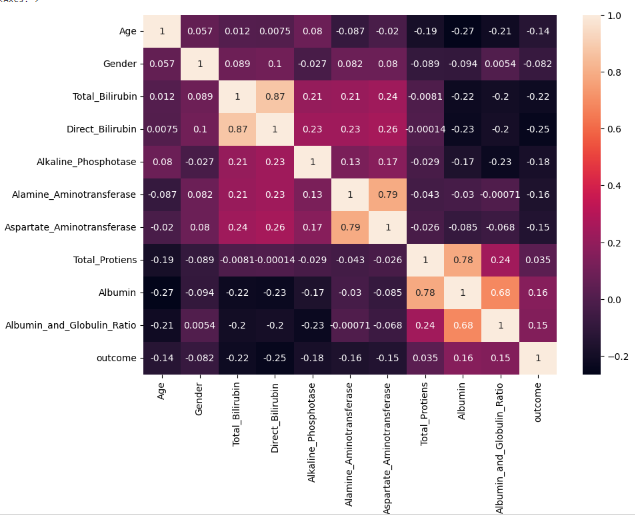 Age 1 0.057 0.012 0.0075 0.08 -0.087 -0.02 -0.19 -0.27 -0.21 -0.14
Gender 0.057 1 0.089 0.1 -0.027 0.082 0.08 -0.089 -0.094 0.0054 -0.082
Total_Bilirubin 0.012 0.089 1 0.87 0.21 0.21 0.24 -0.0081 -0.22 -0.2 -0.22
Direct_Bilirubin 0.0075 0.1 0.87 1 0.23 0.23 0.26 -0.00014 -0.23 -0.2 -0.25
Alkaline_Phosphotase 0.08 -0.027 0.21 0.23 1 0.13 0.17 -0.029 -0.17 -0.23 -0.18
Alamine_Aminotransferase -0.087 0.082 0.21 0.23 0.13 1 0.79 -0.043 -0.03 -0.00071 -0.16
Aspartate_Aminotransferase -0.02 0.08 0.24 0.26 0.17 0.79 1 -0.026 -0.085 -0.068 -0.15
Total_Protiens -0.19 -0.089 -0.0081 -0.00014 -0.029 -0.043 -0.026 1 0.78 0.24 0.035
Albumin -0.27 -0.094 -0.22 -0.23 -0.17 -0.03 -0.085 0.78 1 0.68 0.16
Albumin_and_Globulin_Ratio -0.21 0.0054 -0.2 -0.2 -0.23 -0.00071 -0.068 0.24 0.68 1 0.15
outcome -0.14 -0.082 -0.22 -0.25 -0.18 -0.16 -0.15 0.035 0.16 0.15 1
Age
Gender
Total_Bilirubin
Direct_Bilirubin
Alkaline_Phosphotase
Alamine_Aminotransferase
Aspartate_Aminotransferase
Total_Protiens
Albumin
Albumin_and_Globulin_Ratio
outcome
1.0
0.8
0.6
0.4
0.2
0.0
−0.2